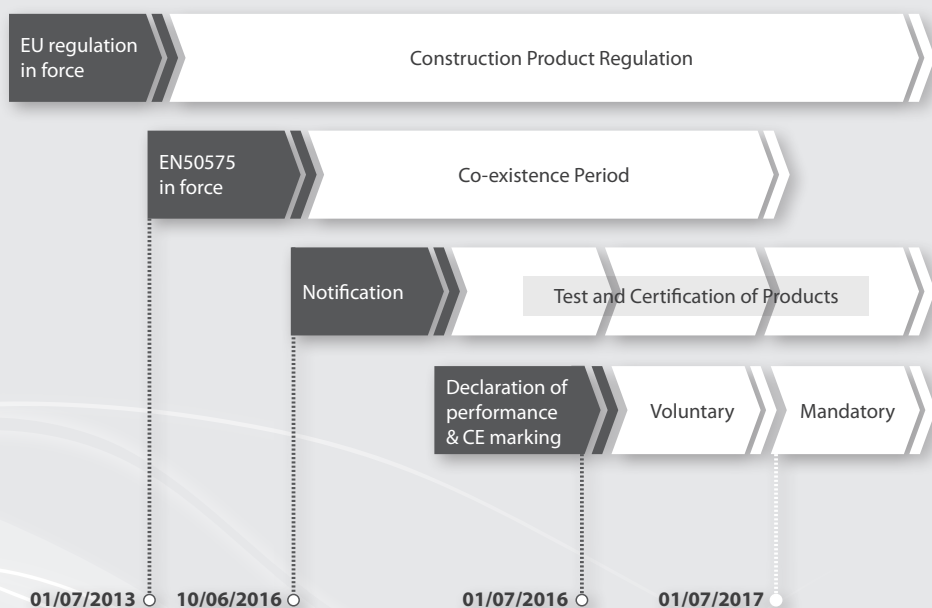 EU regulation
in force
Construction Product Regulation
EN50575
in force
Co-existence Period
Notification
Test and Certification of Products
Declaration of
performance
& CE marking
Voluntary
Mandatory
01/07/2013
10/06/2016
01/07/2016
01/07/2017